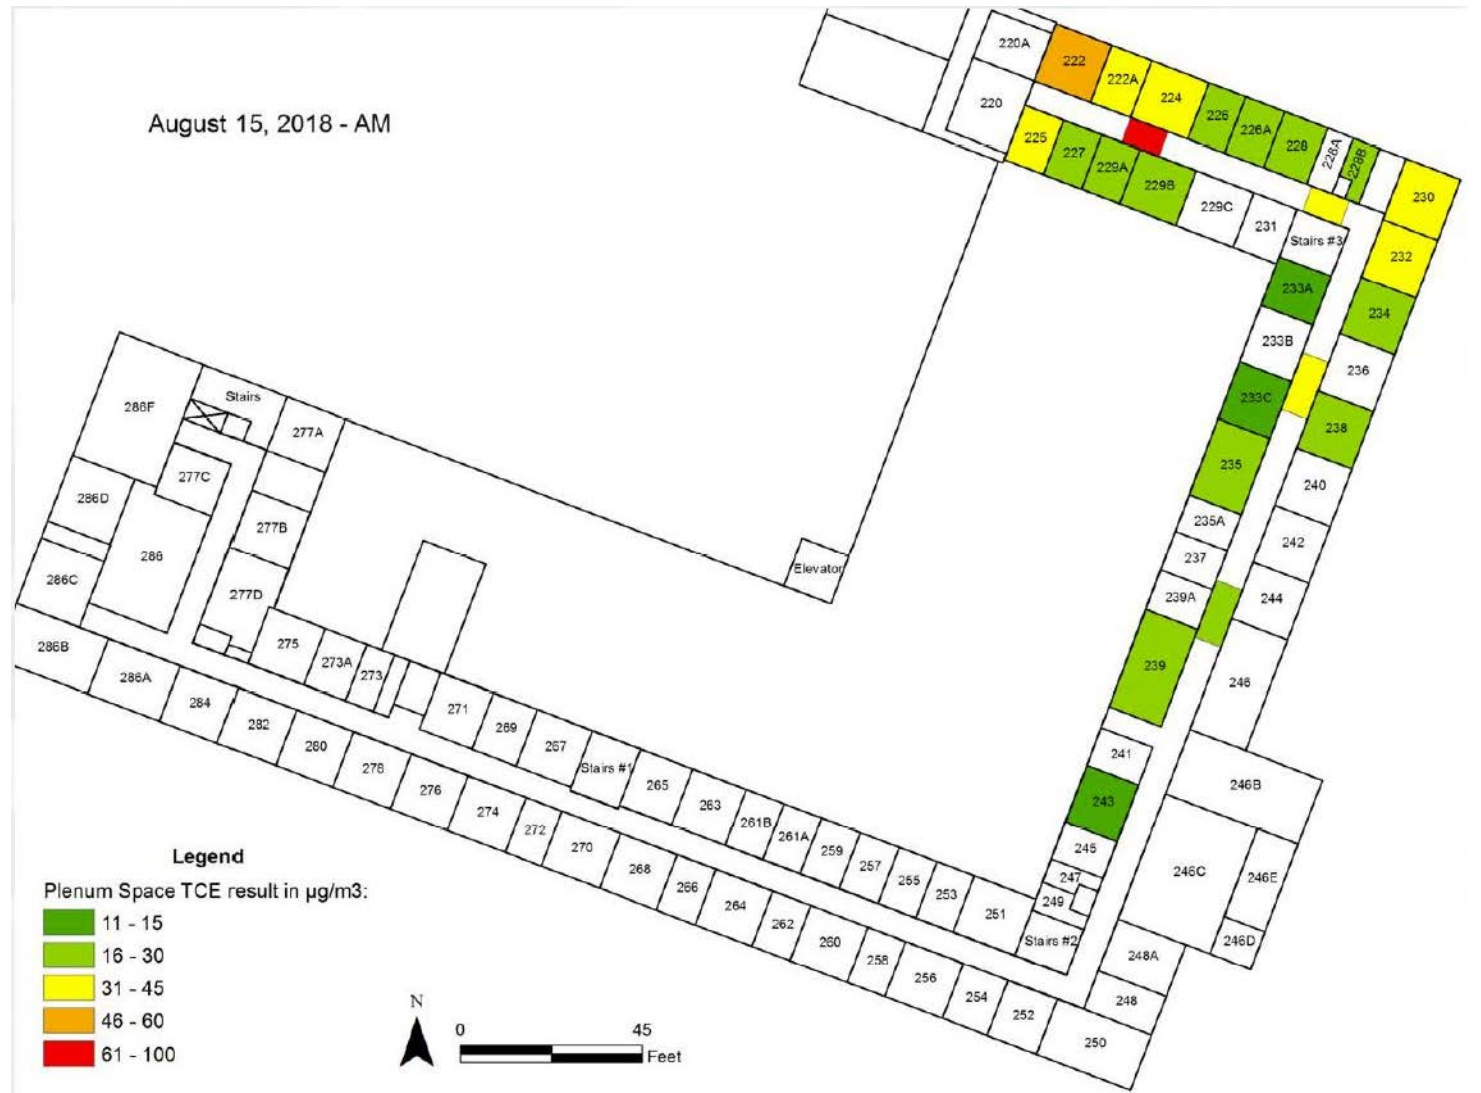 August 15, 2018 - AM
220A
222
222A
224
220
226
226A
228
228A
228B
225
227
229A
229B
229C
231
Stairs #3
230
232
233A
234
233B
236
233C
238
235
240
235A
237
242
239A
244
239
246
241
246B
243
245
247
249
246C
246E
246D
Stairs #2
248A
248
250
286F
Stairs
277A
277C
286D
277B
286
286C
277D
286B
275
273A
273
286A
284
271
269
267
282
280
Stairs #1
265
278
276
263
261B
261A
259
257
255
253
251
274
272
270
268
266
264
262
260
258
256
254
252
Elevator
Legend
Plenum Space TCE result in µg/m3:
11 - 15
16 - 30
31 - 45
46 - 60
61 - 100
N
0 45
Feet